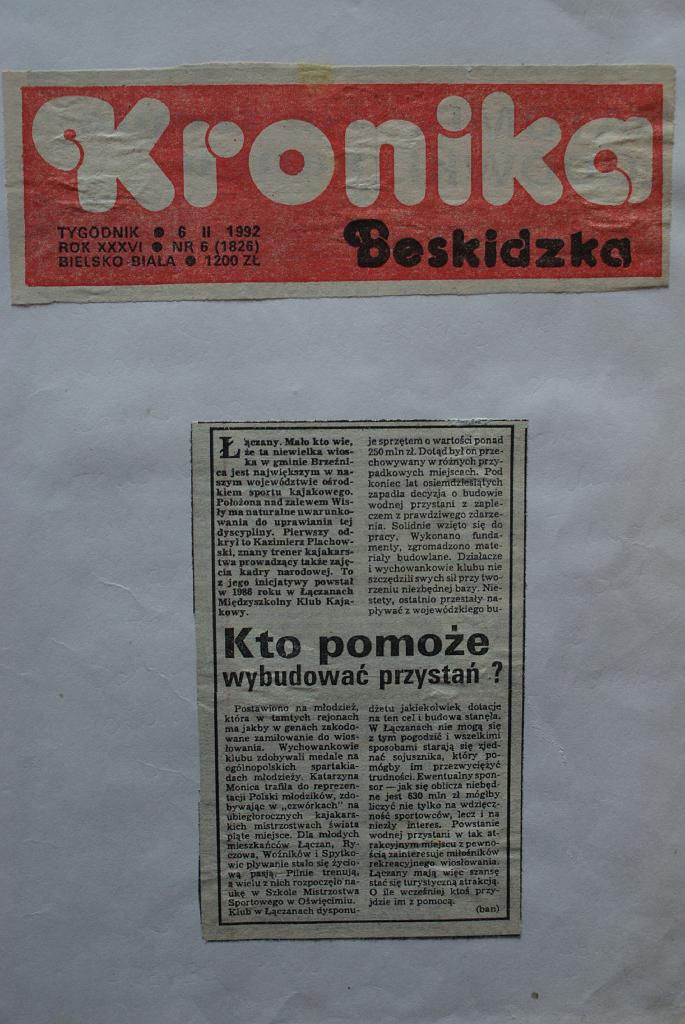 Kronika
Beskidzka
TYGODNIK ● 6 II 1992
ROK XXXVI ● NR 6 (1826)
BIELSKO-BIAŁA ● 1200 ZŁ
Łączany. Mało kto wie,
że ta niewielka wios-
ka w gminie Brzeźni-
ca jest największym w na-
szym województwie ośrod-
kiem sportu kajakowego.
Położona nad zalewem Wis-
ły ma naturalne uwarunko-
wania do uprawiania tej
dyscypliny. Pierwszy od-
krył to Kazimierz Płachow-
ski, znany trener kajakars-
twa prowadzący także zaję-
cia kadry narodowej. To
z jego inicjatywy powstał
w 1986 roku w Łączanach
Międzyszkolny Klub Kaja-
kowy.
Kto pomoże
wybudować przystań ?
Postawiono na młodzież,
która w tamtych rejonach
ma jakby w genach zakodo-
wane zamiłowanie do wios-
łowania. Wychowankowie
klubu zdobywali medale na
ogólnopolskich spartakia-
dach młodzieży. Katarzyna
Monica trafiła do reprezen-
tacji Polski młodzików, zdo-
bywając w „czwórkach" na
ubiegłorocznych kajakars-
kich mistrzostwach świata
piąte miejsce. Dla młodych
mieszkańców Łączan, Ry-
czowa, Woźnik i Spytko-
wic pływanie stało się życio-
wą pasją. Pilnie trenują,
a wielu z nich rozpoczęło na-
ukę w Szkole Mistrzostwa
Sportowego w Oświęcimiu.
Klub w Łączanach dysponu-
je sprzętem o wartości ponad
250 mln zł. Dotąd był on prze-
chowywany w różnych przy-
padkowych miejscach. Pod
koniec lat osiemdziesiątych
zapadła decyzja o budowie
wodnej przystani z zaple-
czem z prawdziwego zdarze-
nia. Solidnie wzięto się do
pracy. Wykonano funda-
menty, zgromadzono mate-
riały budowlane. Działacze
i wychowankowie klubu nie
szczędzili swych sił przy two-
rzeniu niezbędnej bazy. Nie-
stety, ostatnio przestały na-
pływać z wojewódzkiego bu-
dżetu jakiekolwiek dotacje
na ten cel i budowa stanęła.
W Łączanach nie mogą się
z tym pogodzić i wszelkimi
sposobami starają się zjed-
nać sojusznika, który po-
mógłby im przezwyciężyć
trudności. Ewentualny spon-
sor — jak się oblicza niebęd-
ne jest 630 mln zł mógłby
liczyć nie tylko na wdzięcz-
ność sportowców, lecz i na
niezły interes. Powstanie
wodnej przystani w tak at-
rakcyjnym miejscu z pewno-
ścią zainteresuje miłośników
rekreacyjnego wiosłowania.
Łączany mają więc szansę
stać się turystyczną atrakcją.
O ile wcześniej ktoś przy-
jdzie im z pomocą.
(ban)